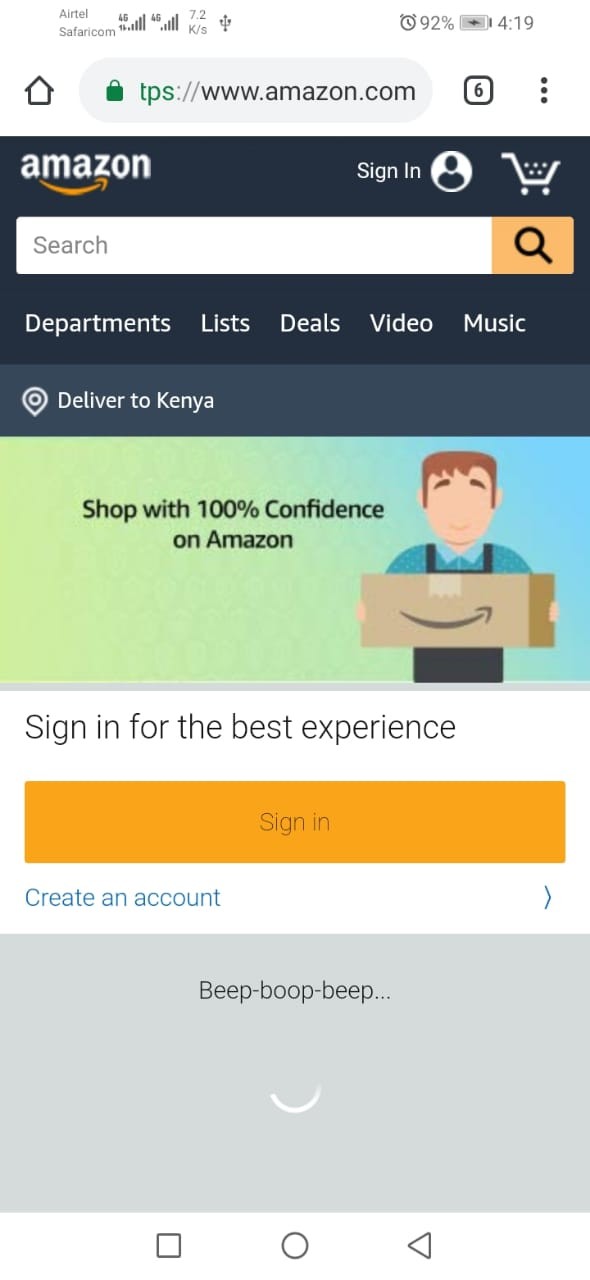 Airtel
Safaricom
4G
4G
7.2
K/s
92%
4:19
tps://www.amazon.com
6
amazon
Sign In
Search
Departments Lists Deals Video Music
Deliver to Kenya
Shop with 100% Confidence
on Amazon
Sign in for the best experience
Sign in
Create an account
Beep-boop-beep...